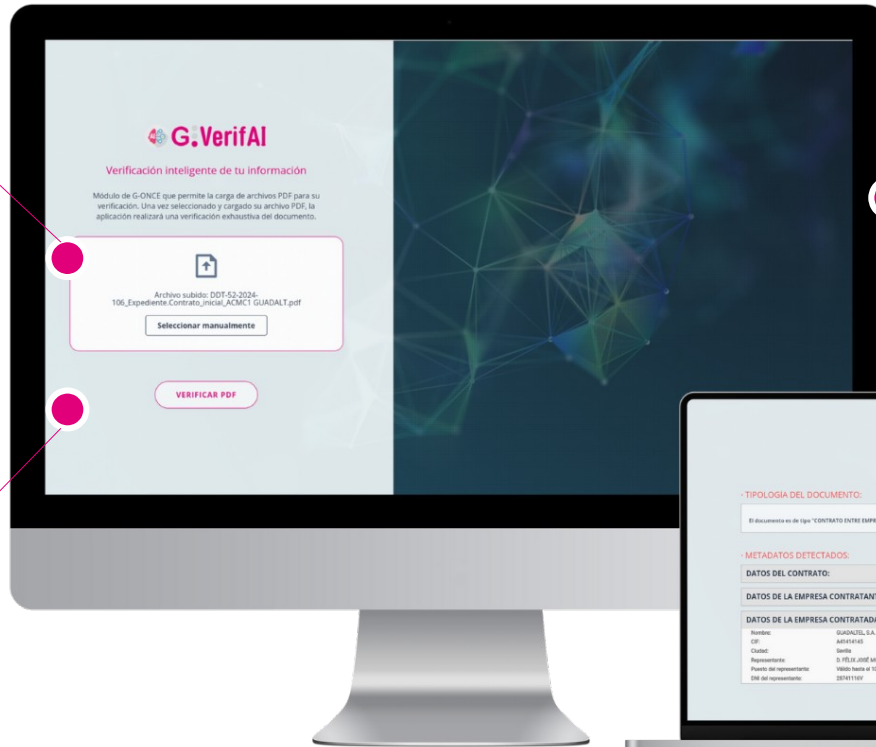 G.VerifAI
Verificación inteligente de tu información
Módulo de G-ONCE que permite la carga de archivos PDF para su
verificación. Una vez seleccionado y cargado su archivo PDF, la
aplicación realizará una verificación exhaustiva del documento.
Archivo subido: DDT-52-2024-
106_Expediente.Contrato_inicial_ACMC1 GUADALT.pdf
Seleccionar manualmente
VERIFICAR PDF
- TIPOLOGÍA DEL DOCUMENTO:
El documento es de tipo "CONTRATO ENTRE EMPR
- METADATOS DETECTADOS:
DATOS DEL CONTRATO:
DATOS DE LA EMPRESA CONTRATANT
DATOS DE LA EMPRESA CONTRATADA
Nombre: GUADALTEL, S.A.
CIF: A41414145
Ciudad: Sevilla
Representante: D. FÉLIX JOSÉ M
Puesto del representante: Válido hasta el 10
DNI del representante: 28741110V